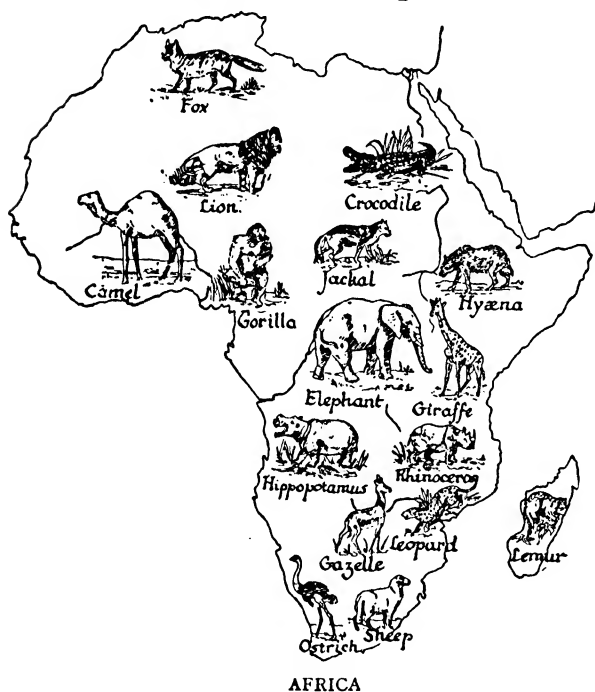 Fox
Lion.
Crocodile
Camel
Gorilla
Jackal
Hyæna
Elephant
Giraffe
Hippopotamus
Rhinoceros
Gazelle
Leopard
Lemur
Ostrich
Sheep
AFRICA